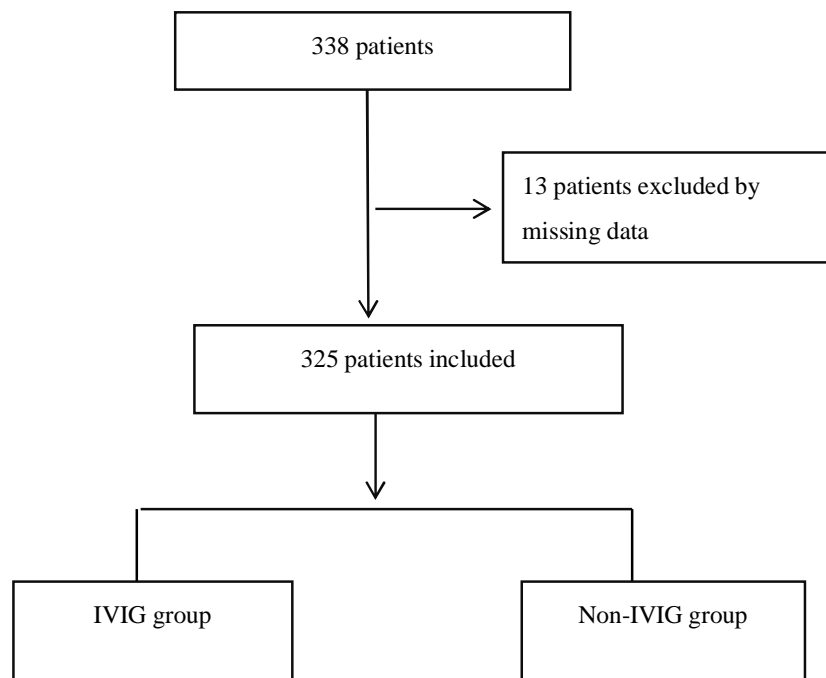 338 patients
13 patients excluded by
missing data
325 patients included
IVIG group
Non-IVIG group